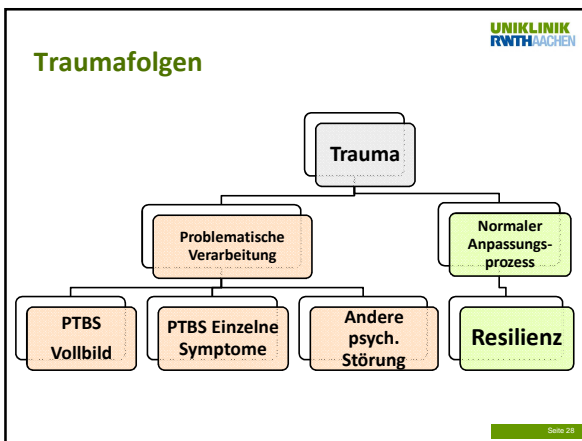 UNIKLINIK
RWTHAACHEN
Traumafolgen
Trauma
Problematische
Verarbeitung
Normaler
Anpassungs-
prozess
PTBS
Vollbild
PTBS Einzelne
Symptome
Andere
psych.
Störung
Resilienz
Seite 28